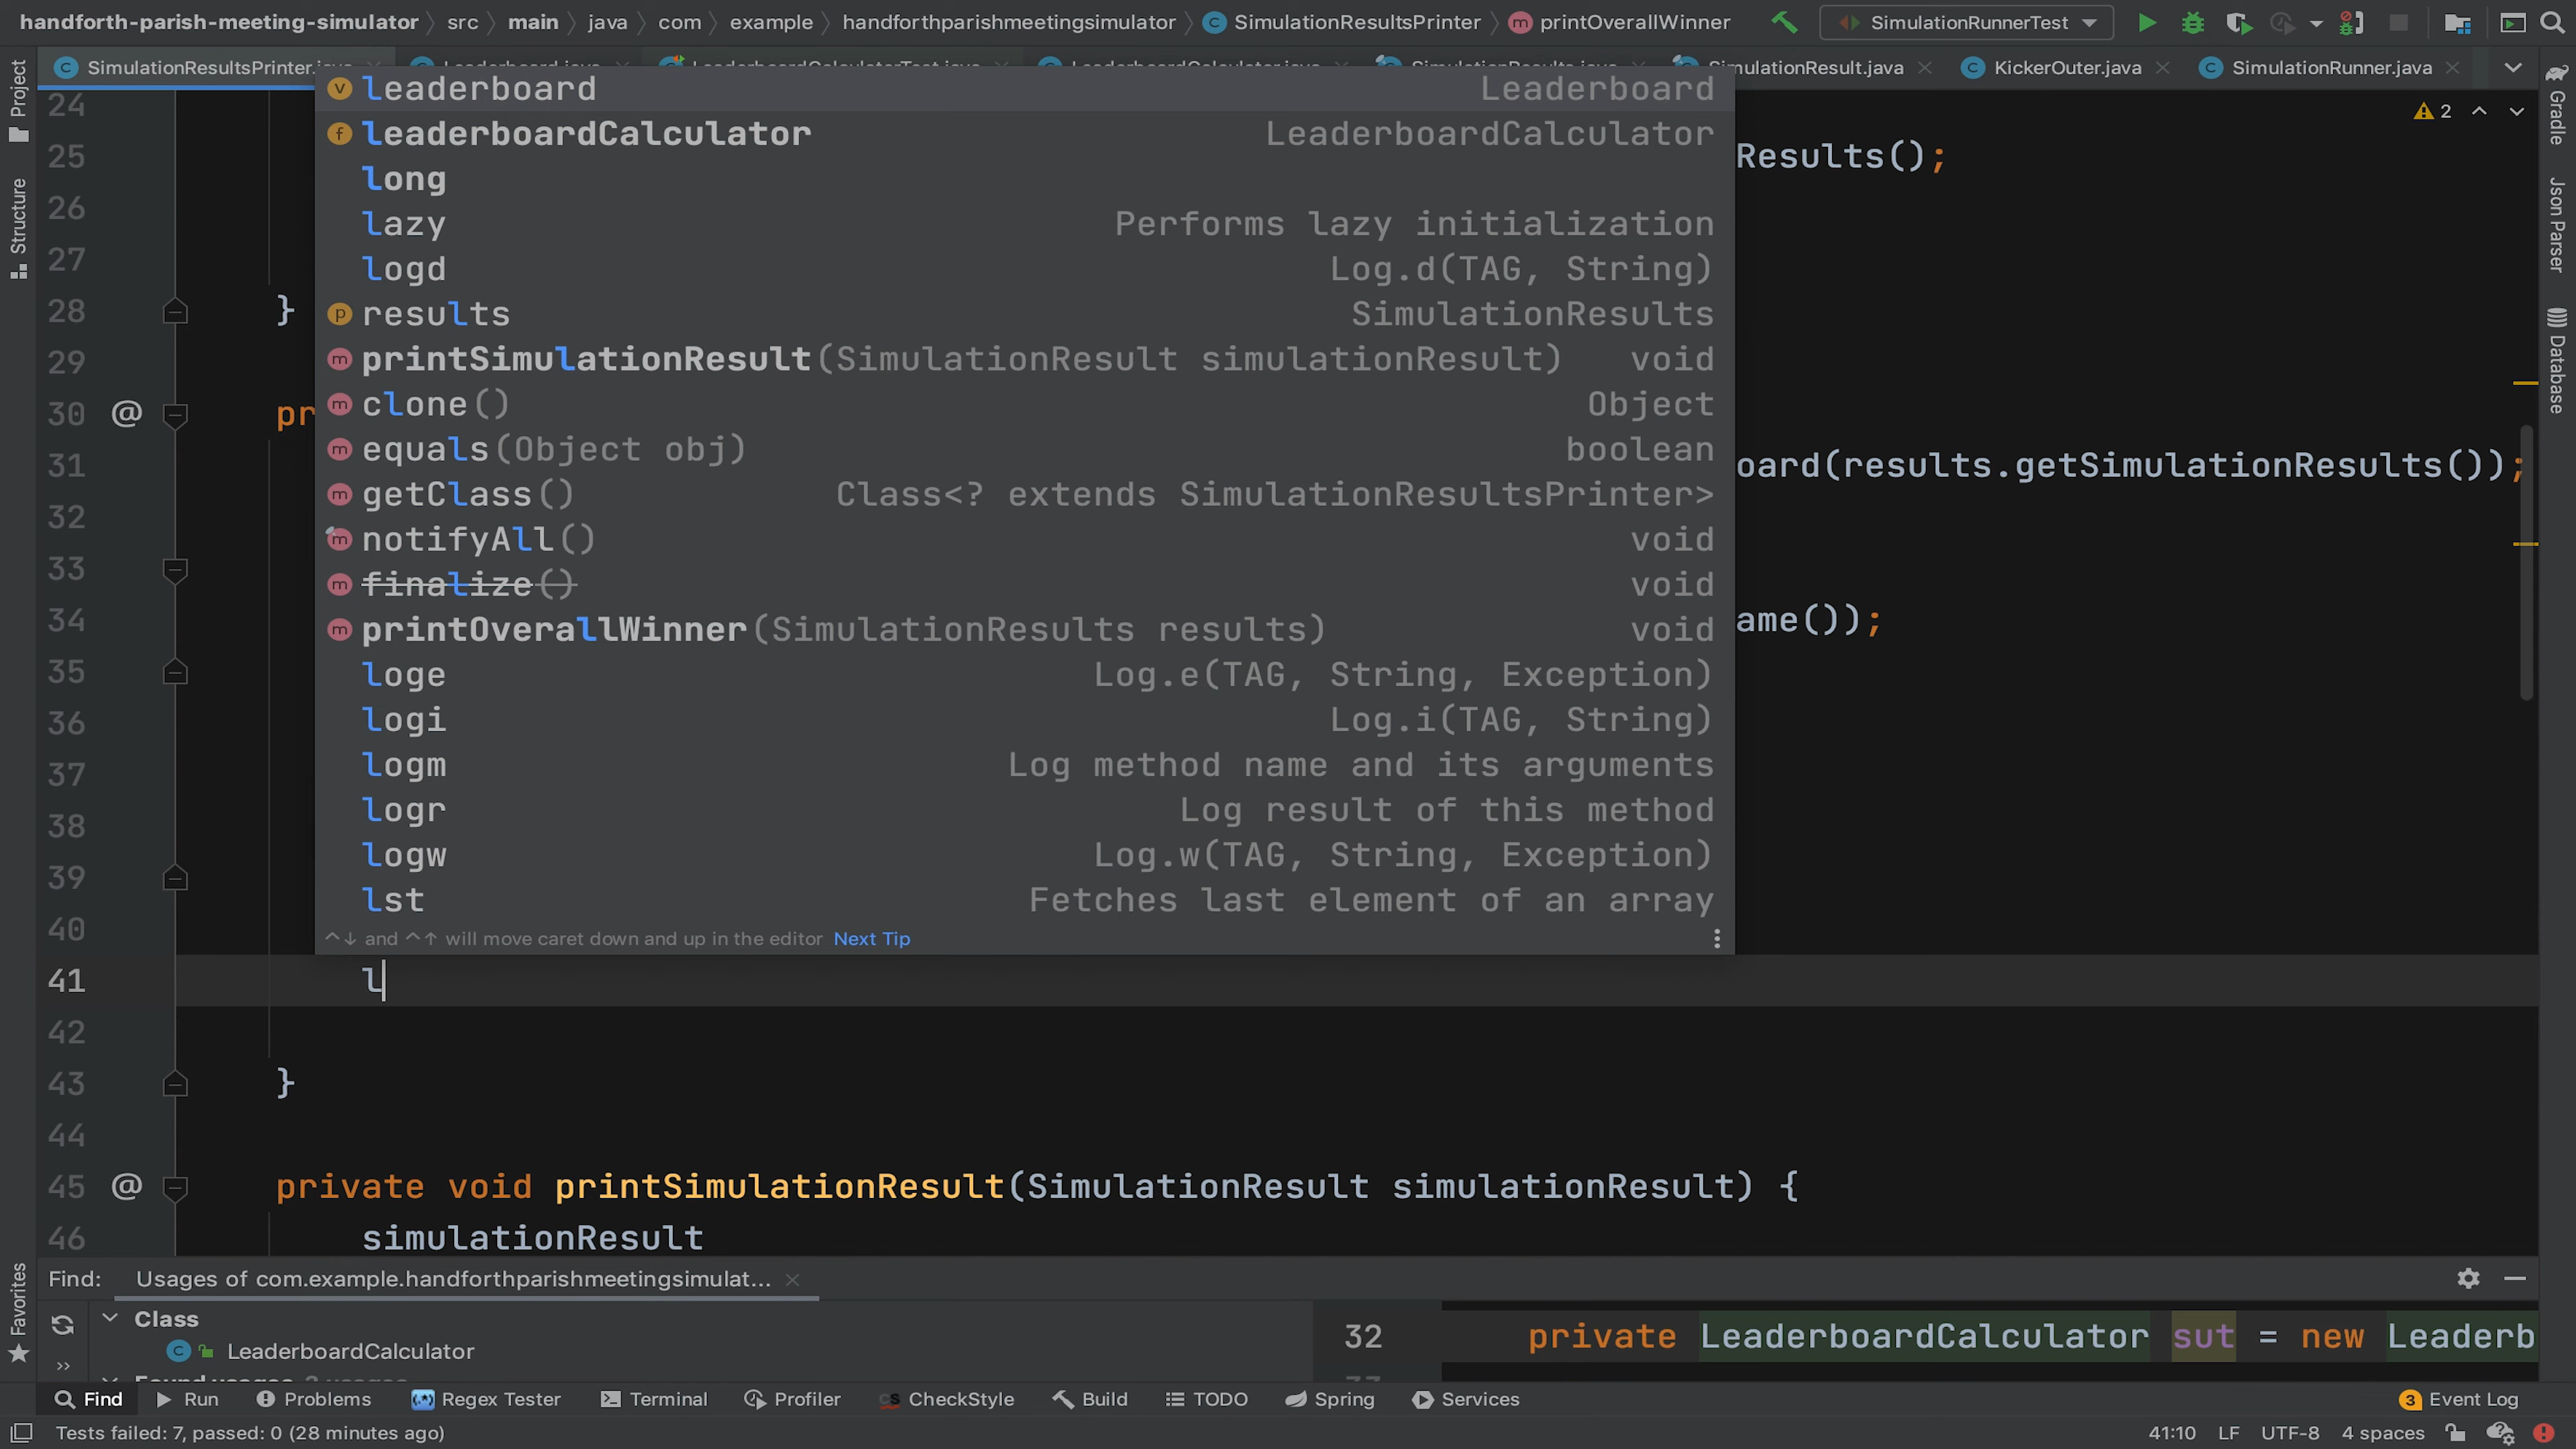 handforth-parish-meeting-simulator src main java com example handforthparishmeetingsimulator SimulationResultsPrinter printOverallWinner SimulationRunnerTest
SimulationResultsPrinter.java SimulationResult.java KickerOuter.java SimulationRunner.java
Project
Structure
Favorites
Gradle
Json Parser
Database
2
24
25 Results();
26
27
28 }
29
30 @ pr
31 oard(results.getSimulationResults());
32
33
34 ame());
35
36
37
38
39
40
leaderboard Leaderboard
leaderboardCalculator LeaderboardCalculator
long
lazy Performs lazy initialization
logd Log.d(TAG, String)
results SimulationResults
printSimulationResult(SimulationResult simulationResult) void
clone() Object
equals(Object obj) boolean
getClass() Class<? extends SimulationResultsPrinter>
notifyAll() void
finalize() void
printOverallWinner(SimulationResults results) void
loge Log.e(TAG, String, Exception)
logi Log.i(TAG, String)
logm Log method name and its arguments
logr Log result of this method
logw Log.w(TAG, String, Exception)
lst Fetches last element of an array
^↓ and ^↑ will move caret down and up in the editor Next Tip
41 l
42
43 }
44
45 @ private void printSimulationResult(SimulationResult simulationResult) {
46 simulationResult
Find: Usages of com.example.handforthparishmeetingsimulat...
Class
LeaderboardCalculator
32 private LeaderboardCalculator sut = new Leaderb
Find Run Problems Regex Tester Terminal Profiler CheckStyle Build TODO Spring Services 3 Event Log
Tests failed: 7, passed: 0 (28 minutes ago) 41:10 LF UTF-8 4 spaces